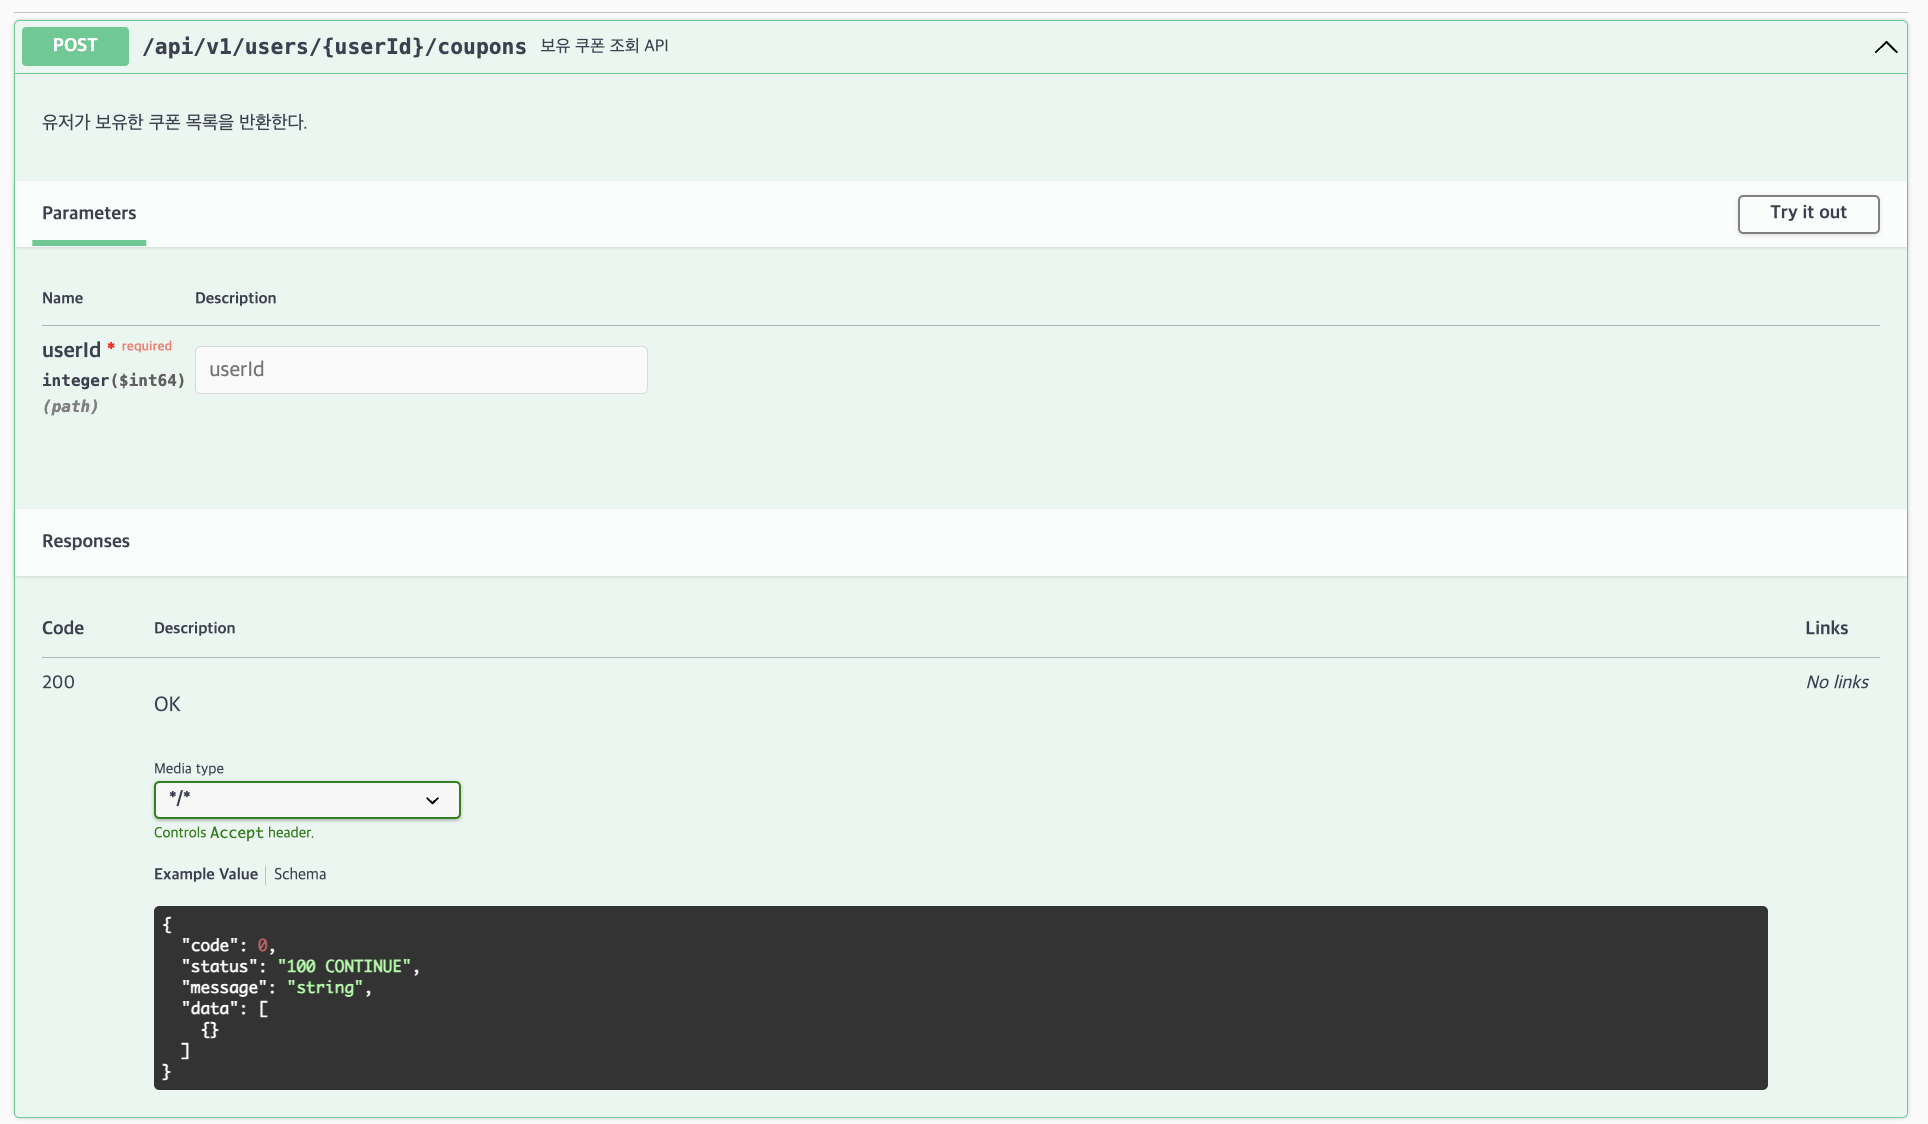 POST /api/v1/users/{userId}/coupons 보유 쿠폰 조회 API
유저가 보유한 쿠폰 목록을 반환한다.
Parameters
Try it out
Name Description
userId * required
integer($int64)
(path)
userId
Responses
Code Description Links
200
OK
No links
Media type
*/*
Controls Accept header.
Example Value Schema
{
  "code": 0,
  "status": "100 CONTINUE",
  "message": "string",
  "data": [
    {}
  ]
}